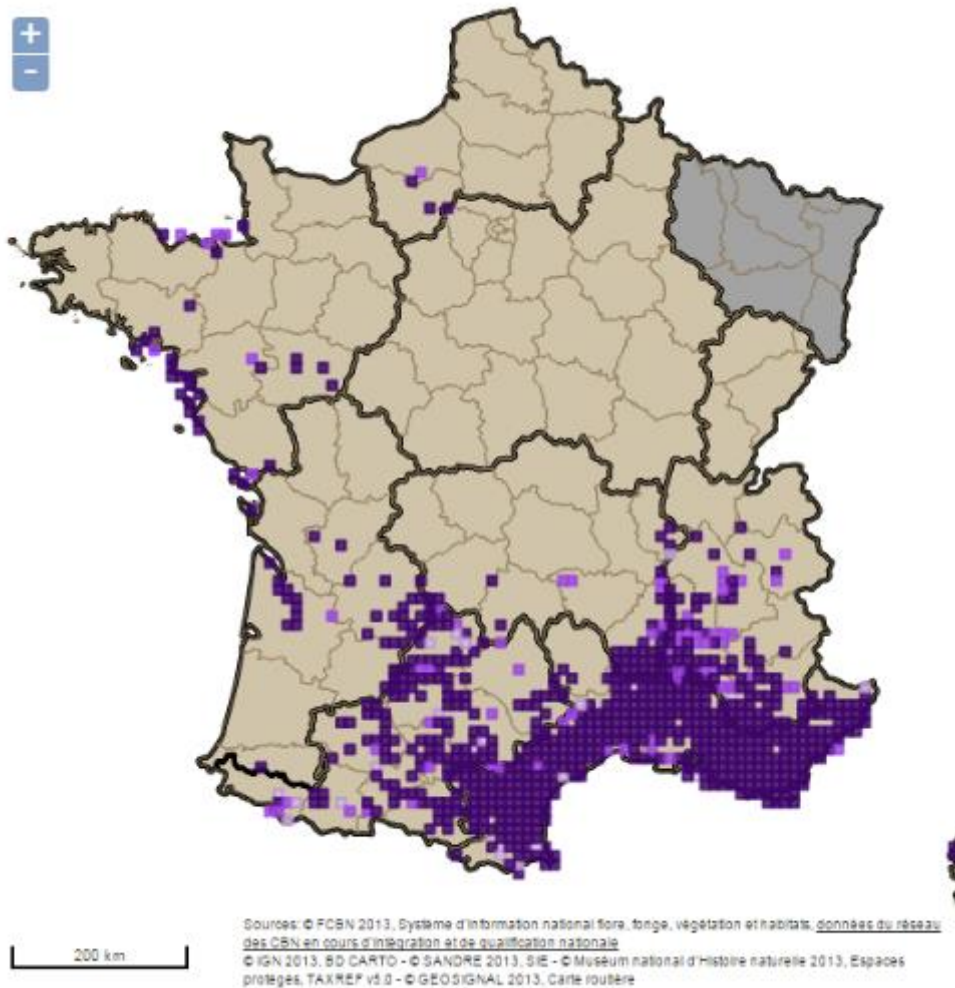 +
-
200 km
Sources: © FCBN 2013, Système d'information national flore, fonge, végétation et habitats, données du réseau
des CBN en cours d'intégration et de qualification nationale
© IGN 2013, BD CARTO - © SANDRE 2013, SIE - © Muséum national d'Histoire naturelle 2013, Espaces
protégés, TAXREF v5.0 - © GEOSIGNAL 2013, Carte routière